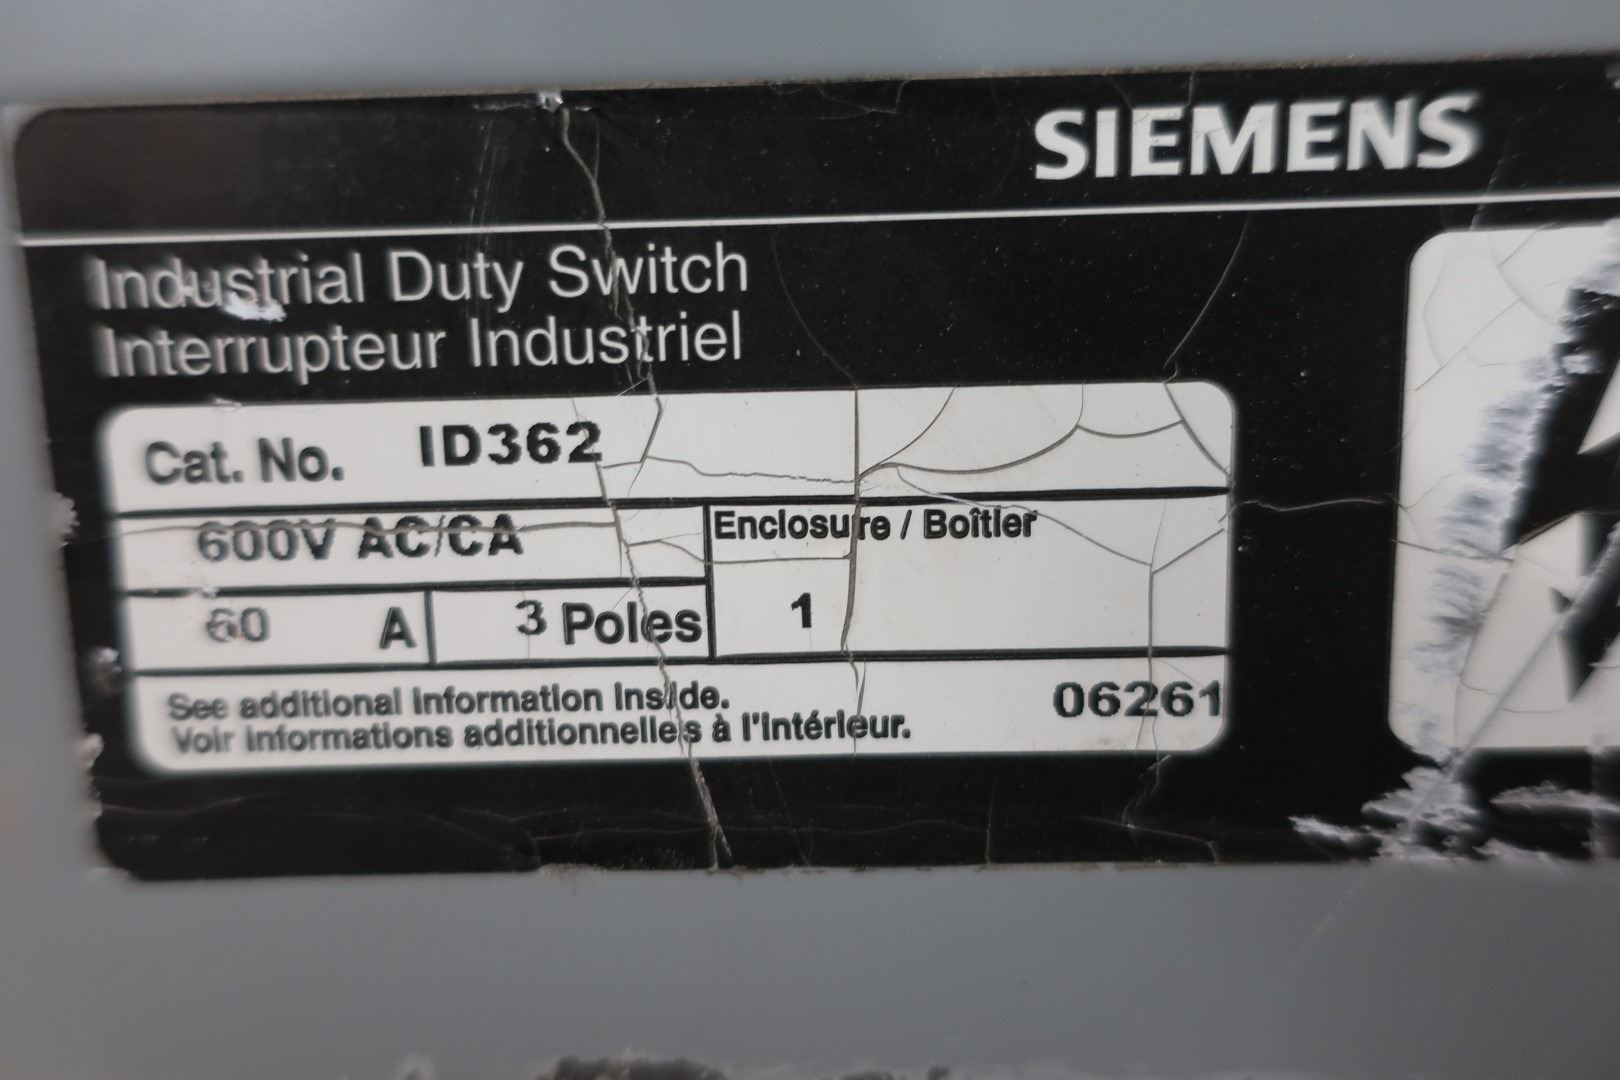 SIEMENS
Industrial Duty Switch
Interrupteur Industriel
Cat. No. ID362
600V AC/CA
Enclosure / Boîtier
60 A 3 Poles 1
See additional information inside.
Voir informations additionnelles à l'intérieur.
06261